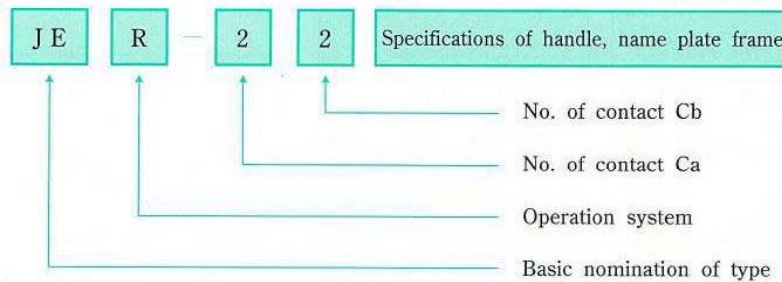 JE R - 2 2 Specifications of handle, name plate frame
No. of contact Cb
No. of contact Ca
Operation system
Basic nomination of type